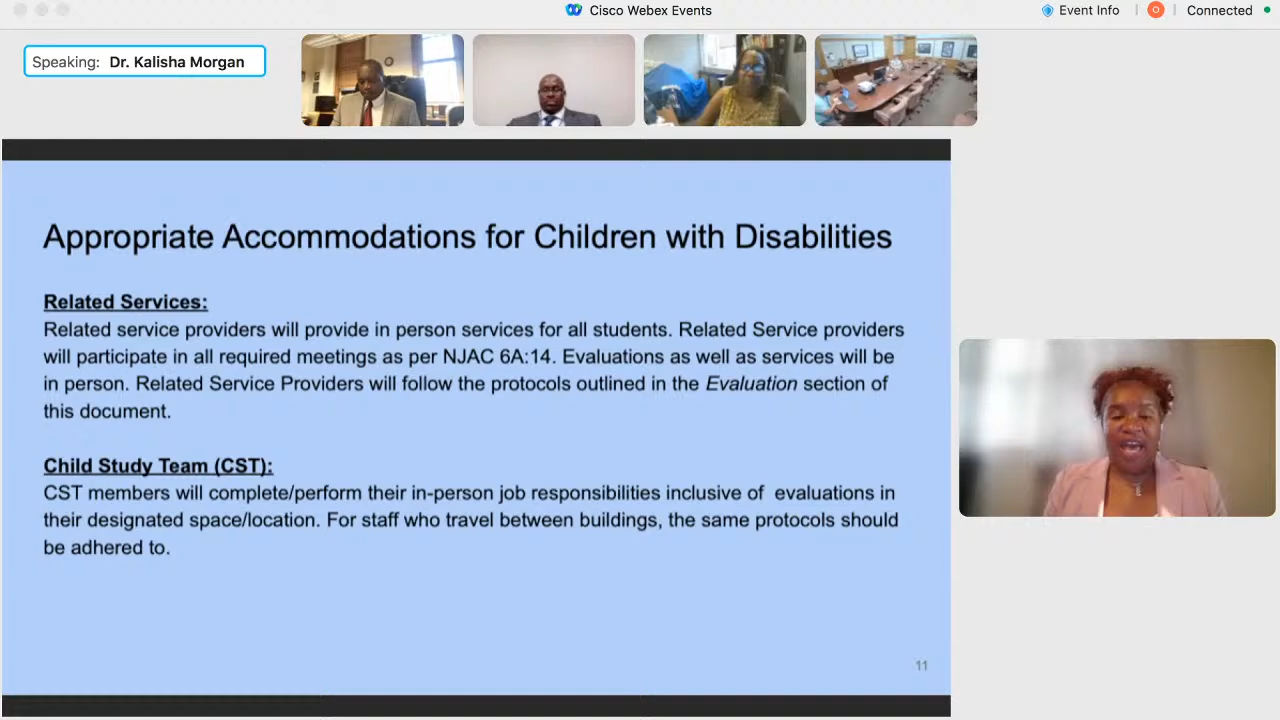 Cisco Webex Events
Event Info
Connected
Speaking: Dr. Kalisha Morgan
Appropriate Accommodations for Children with Disabilities
Related Services:
Related service providers will provide in person services for all students. Related Service providers
will participate in all required meetings as per NJAC 6A:14. Evaluations as well as services will be
in person. Related Service Providers will follow the protocols outlined in the Evaluation section of
this document.
Child Study Team (CST):
CST members will complete/perform their in-person job responsibilities inclusive of evaluations in
their designated space/location. For staff who travel between buildings, the same protocols should
be adhered to.
11